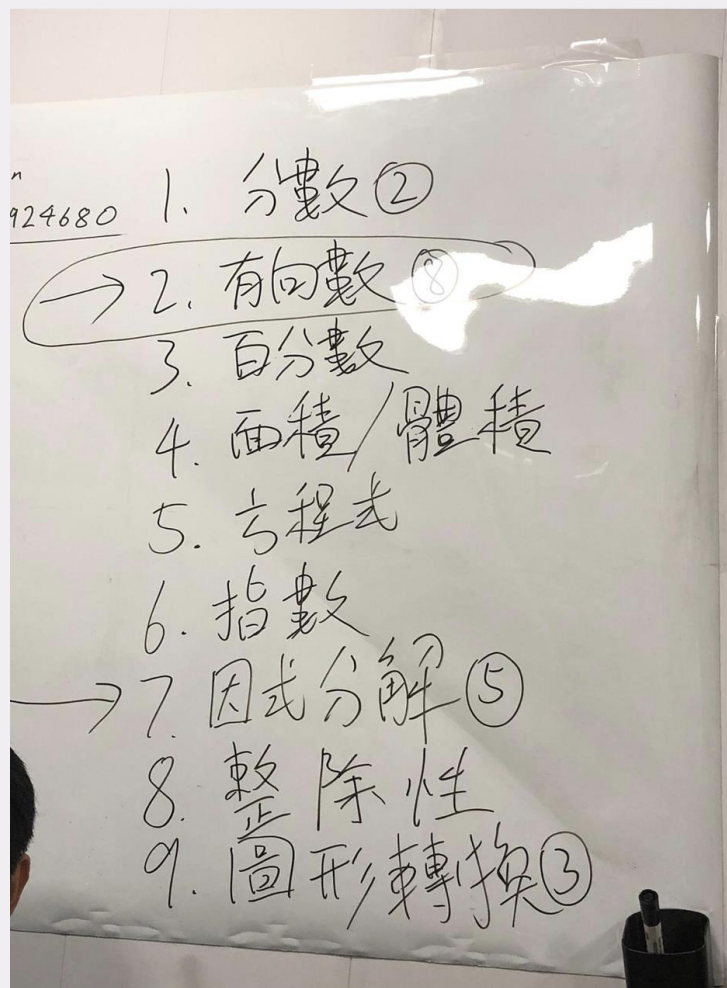 n
924680
1. 分數②
→2. 有向數⑧
3. 百分數
4. 面積/體積
5. 方程式
6. 指數
→7. 因式分解⑤
8. 整除性
9. 圖形轉換③